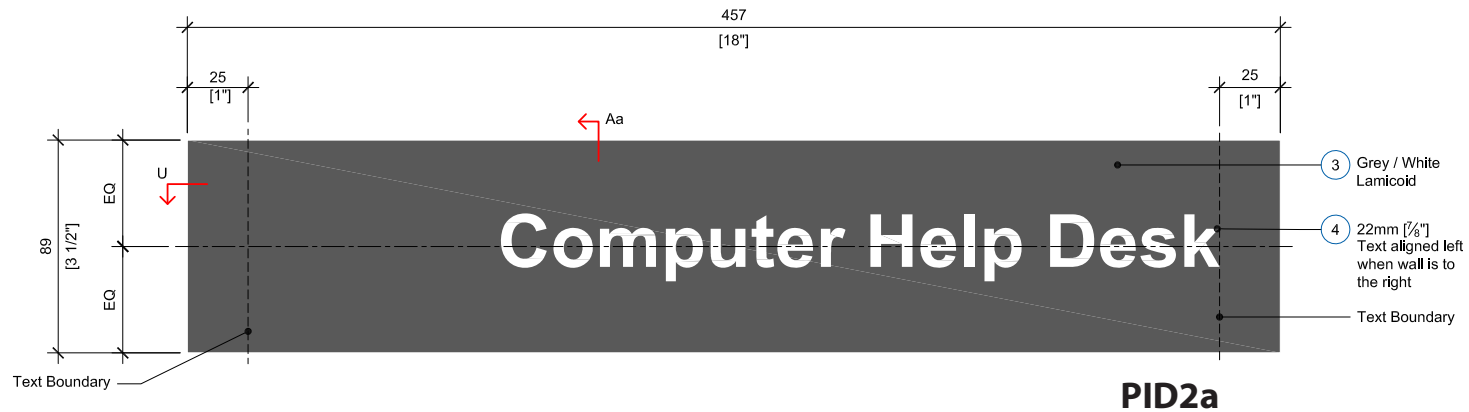 457
[18"]
25
[1"]
25
[1"]
Aa
U
EQ
89
[3 1/2"]
EQ
Computer Help Desk
3 Grey / White
Lamicoid
4 22mm [⅞"]
Text aligned left
when wall is to
the right
Text Boundary
Text Boundary
PID2a